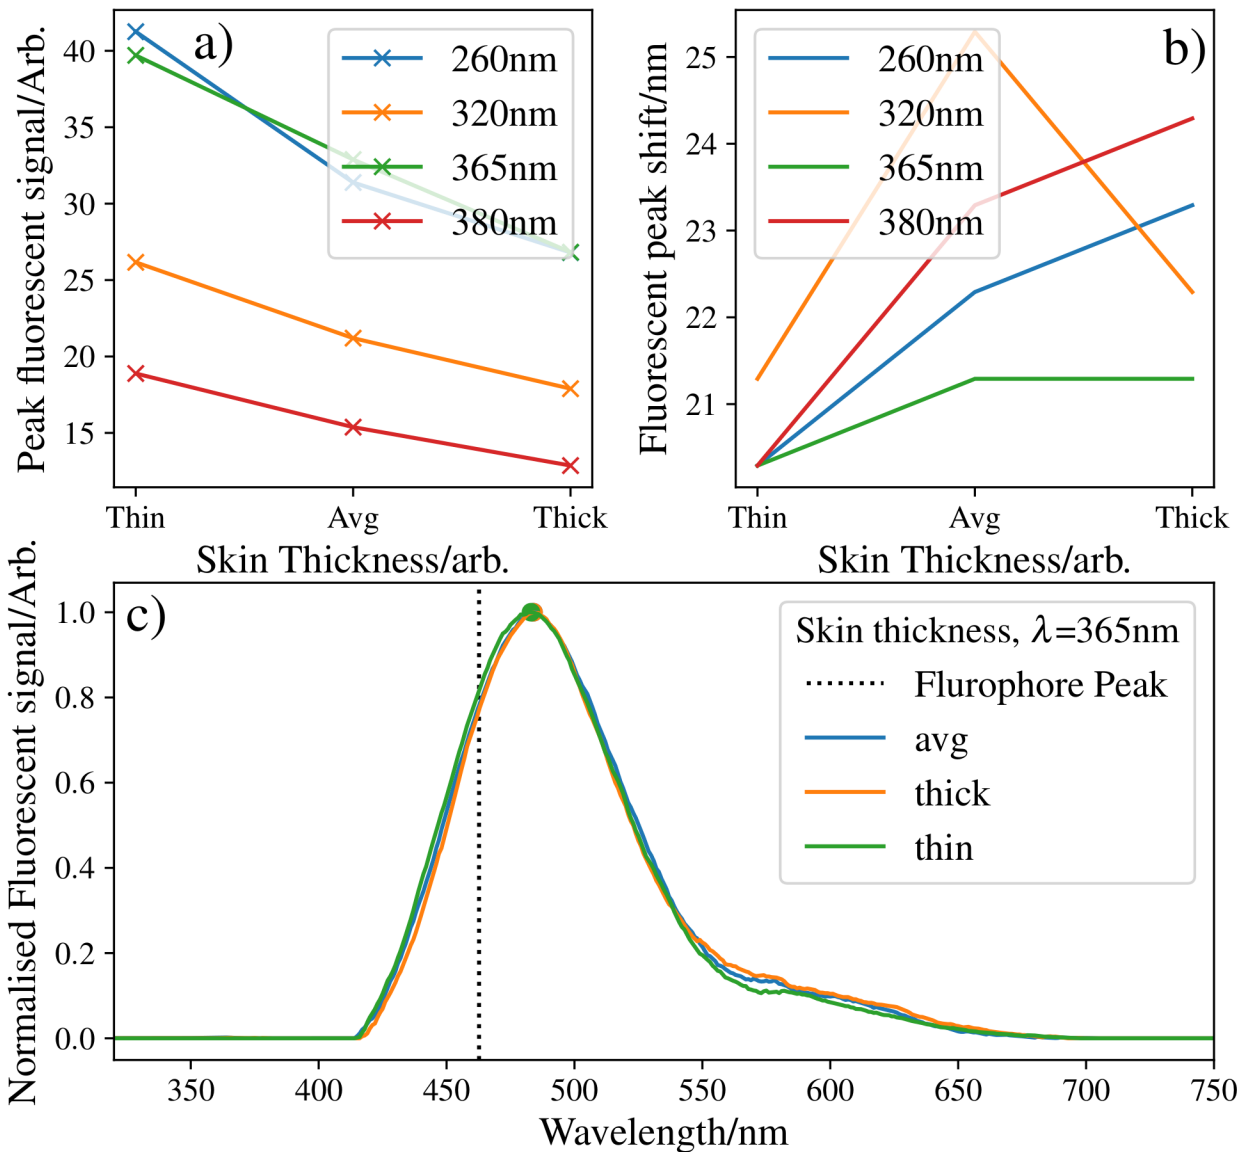 a)
Peak fluorescent signal/Arb.
40
35
30
25
20
15
260nm
320nm
365nm
380nm
Thin
Avg
Thick
Skin Thickness/arb.
b)
Fluorescent peak shift/nm
25
24
23
22
21
260nm
320nm
365nm
380nm
Thin
Avg
Thick
Skin Thickness/arb.
c)
Normalised Fluorescent signal/Arb.
1.0
0.8
0.6
0.4
0.2
0.0
Skin thickness, λ=365nm
Flurophore Peak
avg
thick
thin
350
400
450
500
550
600
650
700
750
Wavelength/nm